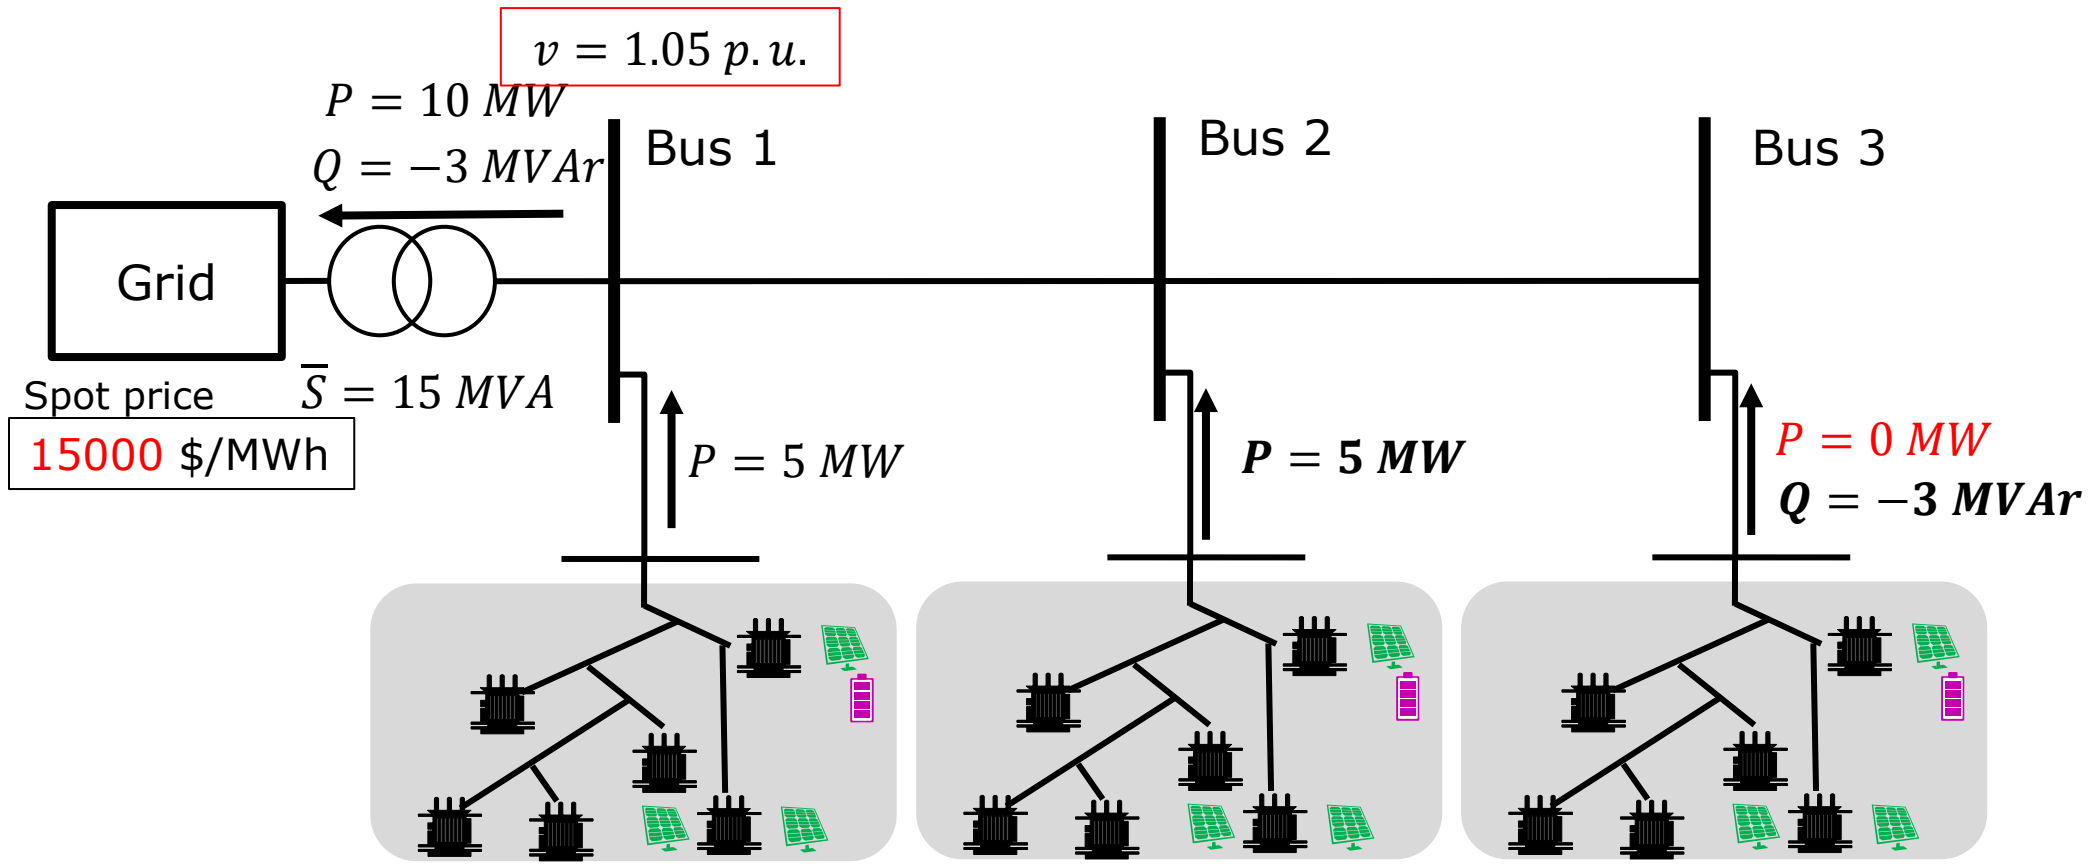 v = 1.05 p.u.
P = 10 MW
Q = −3 MVAr
Bus 1
Bus 2
Bus 3
Grid
Spot price
15000 $/MWh
S̅ = 15 MVA
P = 5 MW
P = 5 MW
P = 0 MW
Q = −3 MVAr